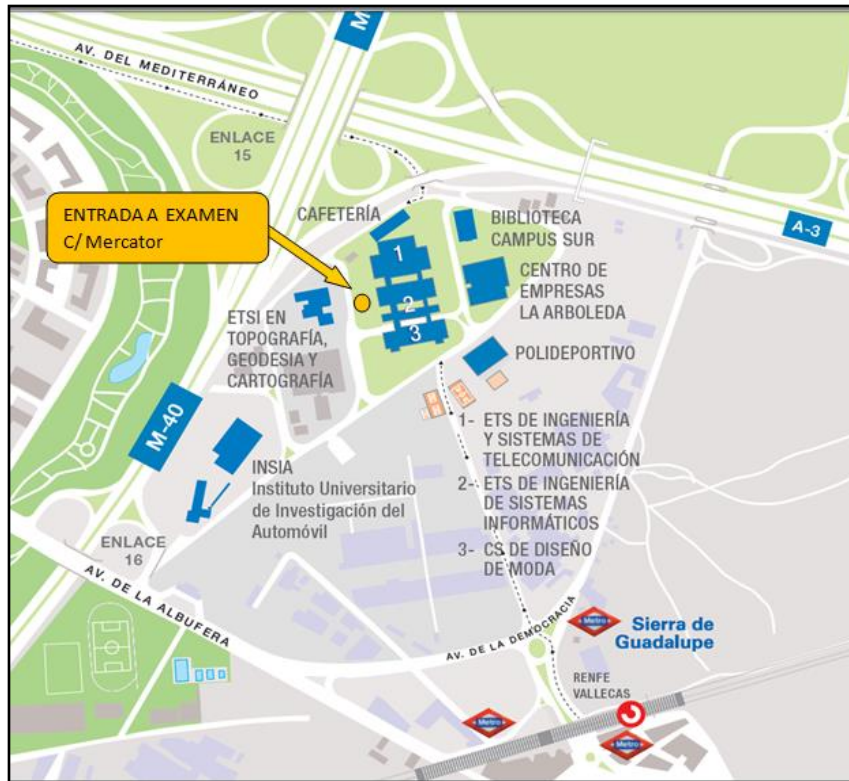 M
AV. DEL MEDITERRÁNEO
ENLACE
15
ENTRADA A EXAMEN
C/ Mercator
CAFETERÍA
BIBLIOTECA
CAMPUS SUR
A-3
1
2
3
CENTRO DE
EMPRESAS
LA ARBOLEDA
ETSI EN
TOPOGRAFÍA,
GEODESIA Y
CARTOGRAFÍA
POLIDEPORTIVO
M-40
1- ETS DE INGENIERÍA
Y SISTEMAS DE
TELECOMUNICACIÓN
2- ETS DE INGENIERÍA
DE SISTEMAS
INFORMÁTICOS
3- CS DE DISEÑO
DE MODA
INSIA
Instituto Universitario
de Investigación del
Automóvil
ENLACE
16
AV. DE LA ALBUFERA
AV. DE LA DEMOCRACIA
Metro
Sierra de
Guadalupe
RENFE
VALLECAS
Metro
Metro